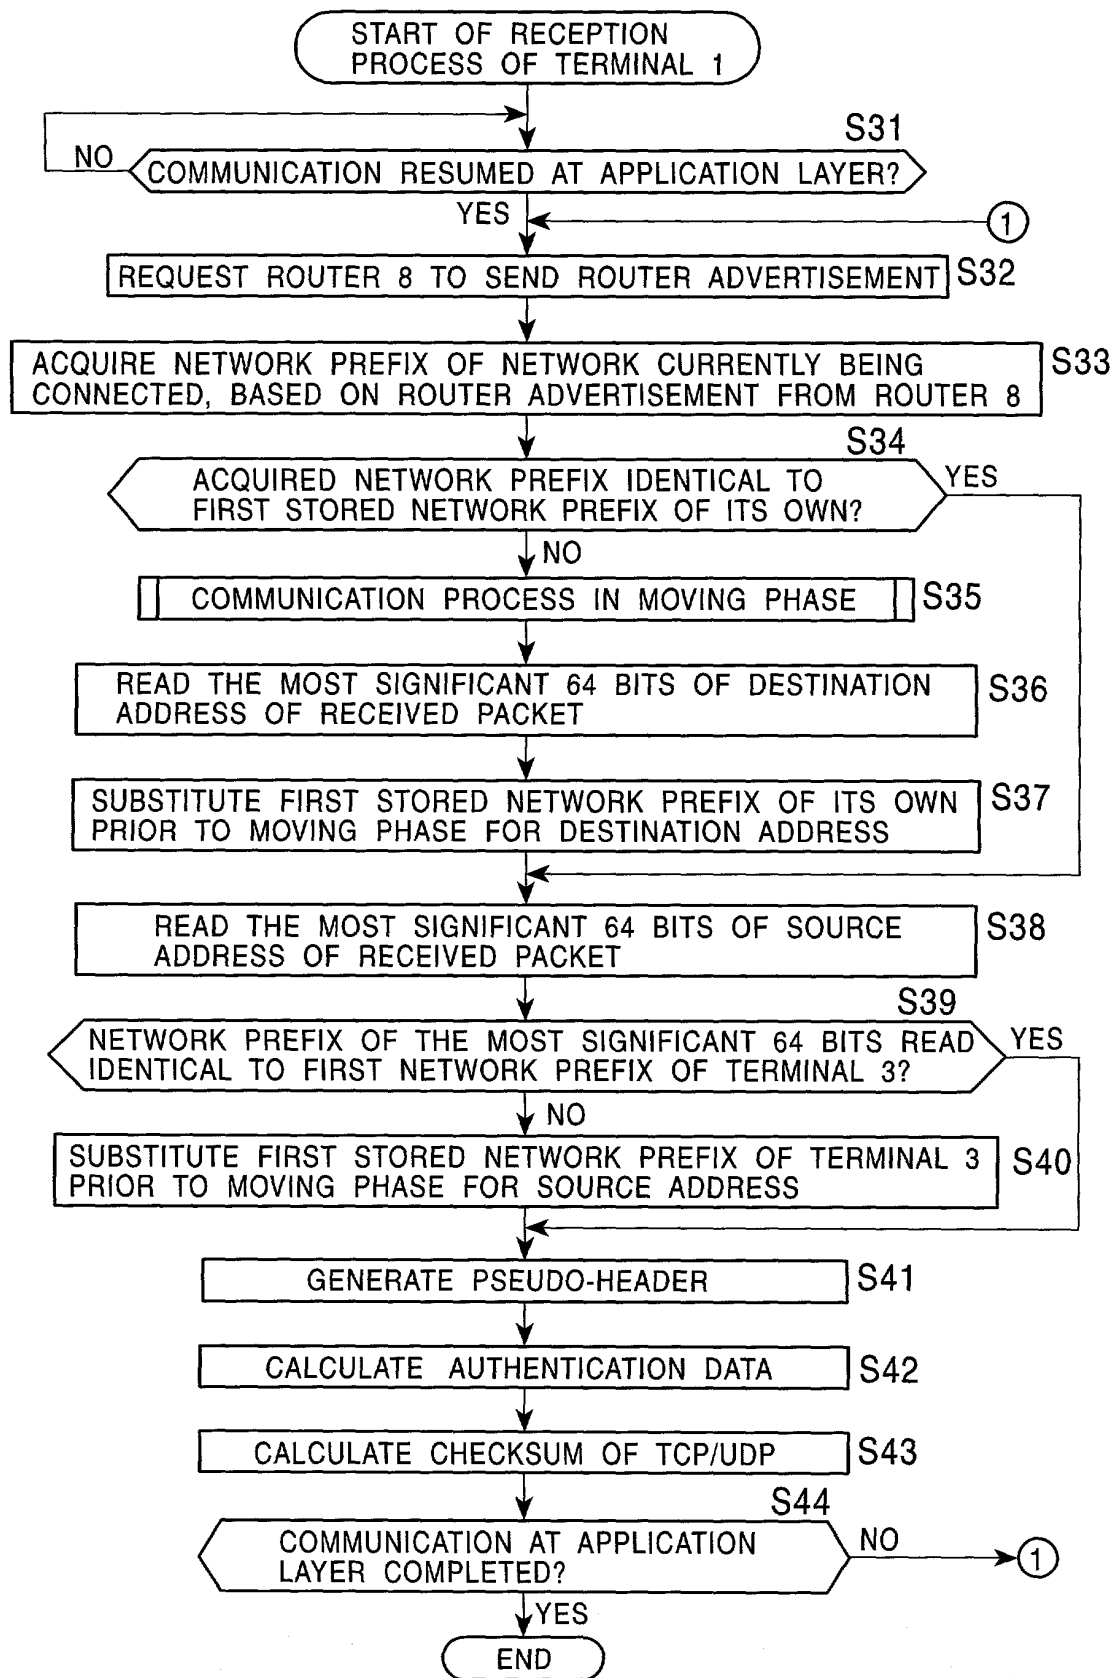 START OF RECEPTION
PROCESS OF TERMINAL 1
S31
NO
COMMUNICATION RESUMED AT APPLICATION LAYER?
YES
1
REQUEST ROUTER 8 TO SEND ROUTER ADVERTISEMENT
S32
ACQUIRE NETWORK PREFIX OF NETWORK CURRENTLY BEING
CONNECTED, BASED ON ROUTER ADVERTISEMENT FROM ROUTER 8
S33
S34
ACQUIRED NETWORK PREFIX IDENTICAL TO
FIRST STORED NETWORK PREFIX OF ITS OWN?
YES
NO
COMMUNICATION PROCESS IN MOVING PHASE
S35
READ THE MOST SIGNIFICANT 64 BITS OF DESTINATION
ADDRESS OF RECEIVED PACKET
S36
SUBSTITUTE FIRST STORED NETWORK PREFIX OF ITS OWN
PRIOR TO MOVING PHASE FOR DESTINATION ADDRESS
S37
READ THE MOST SIGNIFICANT 64 BITS OF SOURCE
ADDRESS OF RECEIVED PACKET
S38
S39
NETWORK PREFIX OF THE MOST SIGNIFICANT 64 BITS READ
IDENTICAL TO FIRST NETWORK PREFIX OF TERMINAL 3?
YES
NO
SUBSTITUTE FIRST STORED NETWORK PREFIX OF TERMINAL 3
PRIOR TO MOVING PHASE FOR SOURCE ADDRESS
S40
GENERATE PSEUDO-HEADER
S41
CALCULATE AUTHENTICATION DATA
S42
CALCULATE CHECKSUM OF TCP/UDP
S43
S44
COMMUNICATION AT APPLICATION
LAYER COMPLETED?
NO
1
YES
END